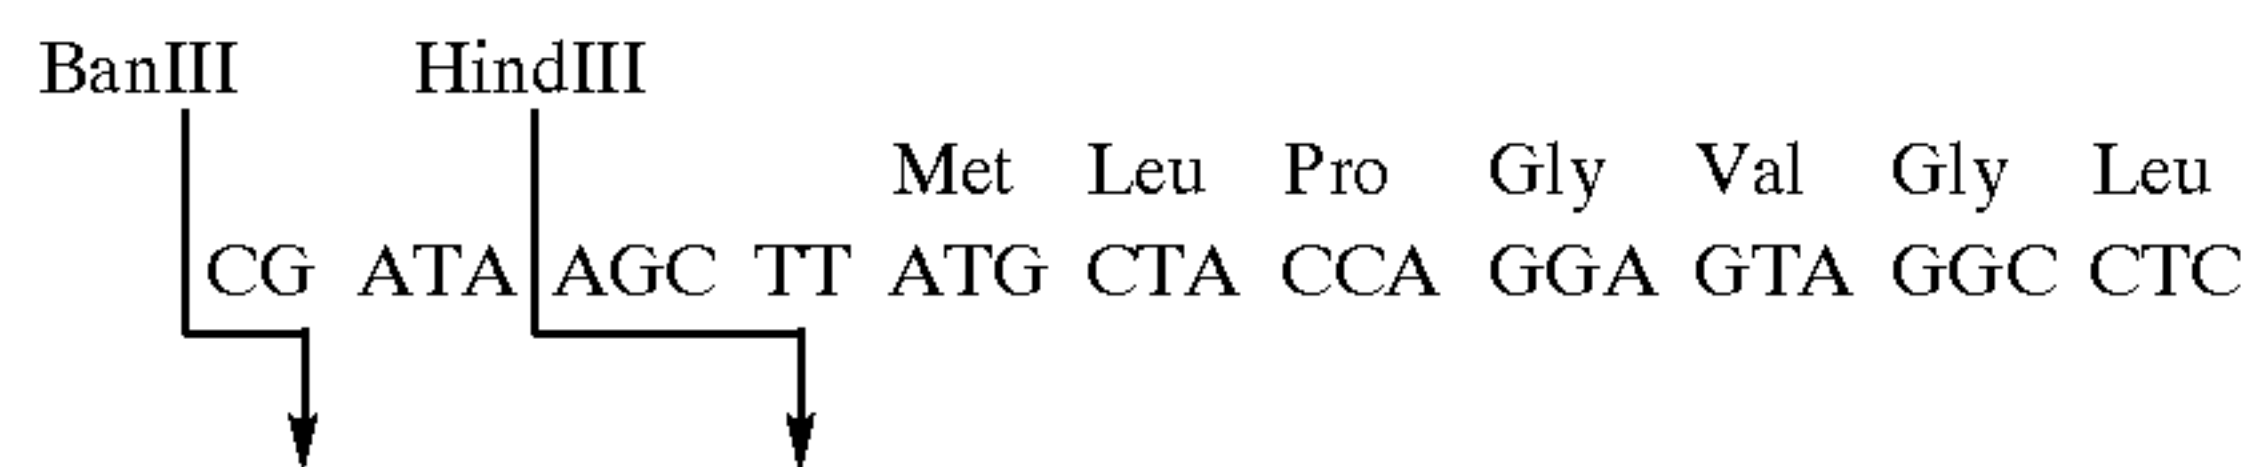 BanIII HindIII
Met Leu Pro Gly Val Gly Leu
CG ATA AGC TT ATG CTA CCA GGA GTA GGC CTC